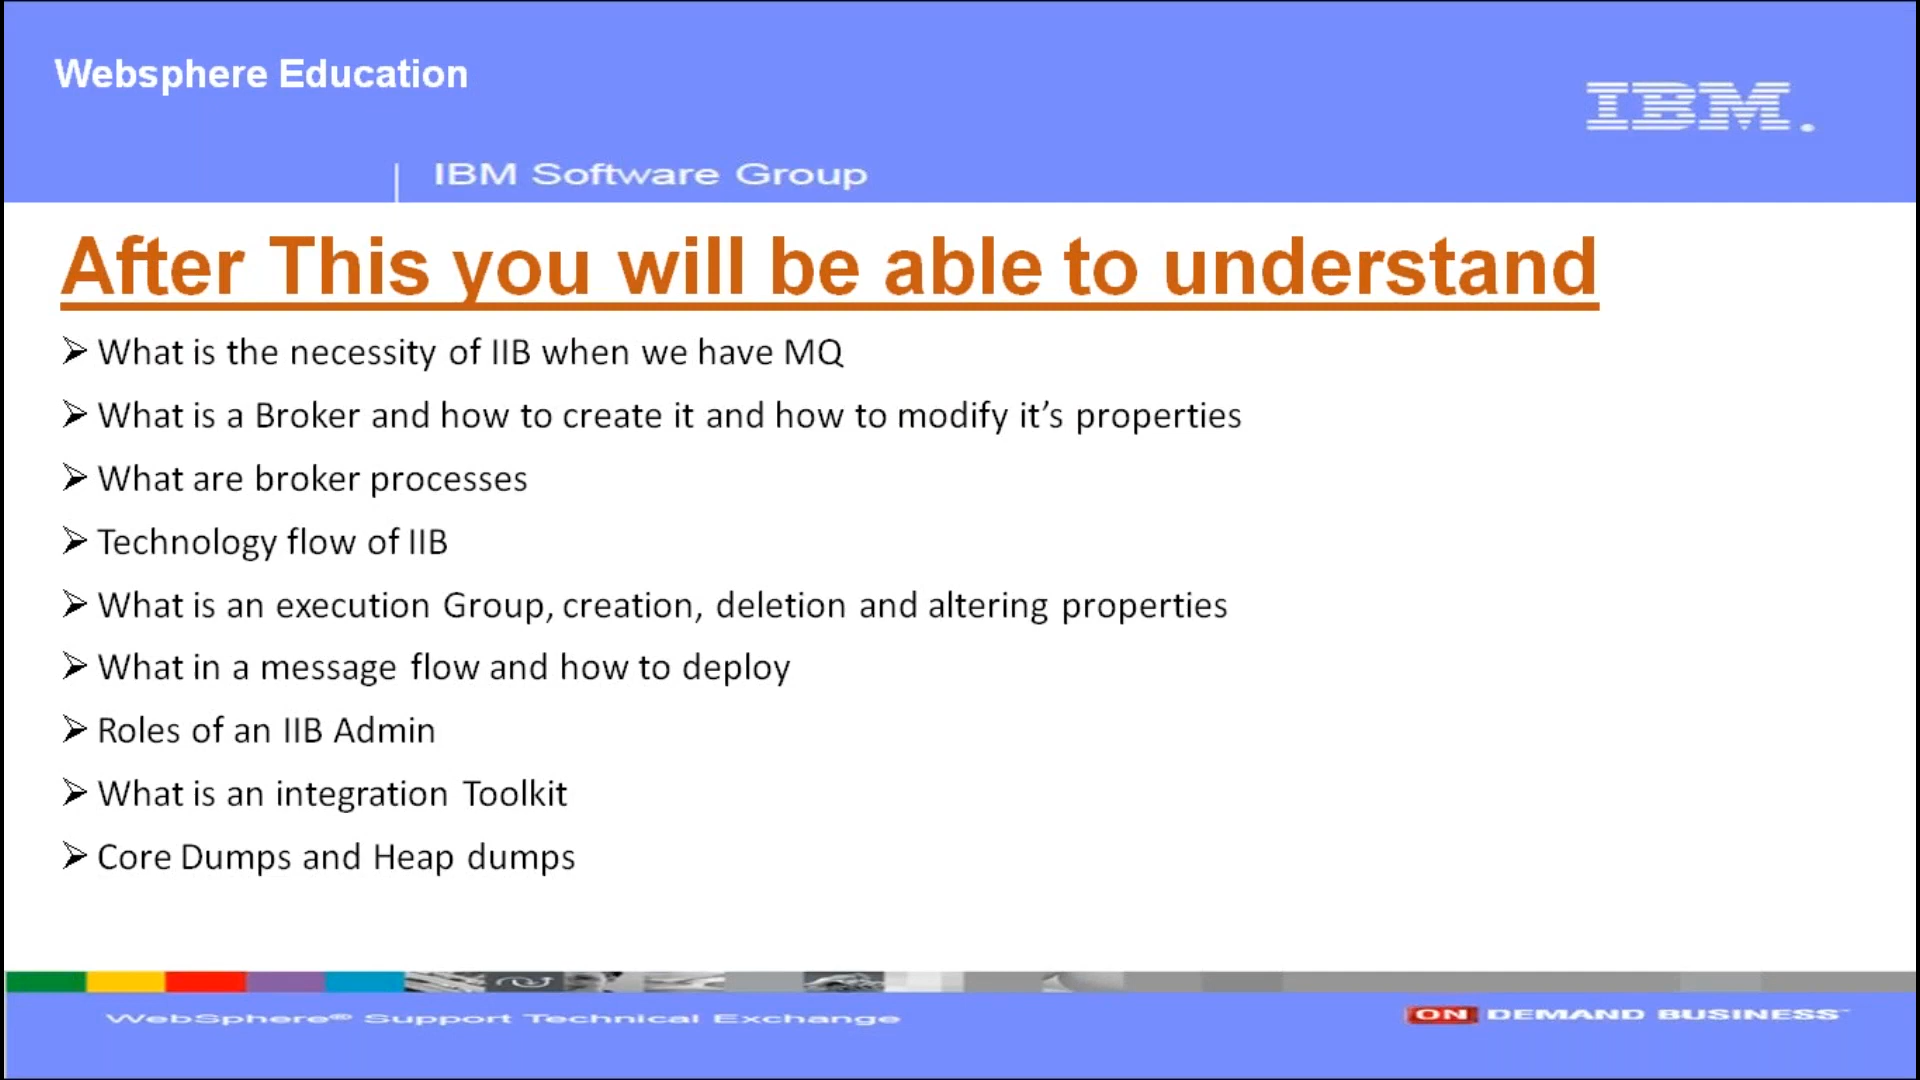 Websphere Education
IBM.
IBM Software Group
After This you will be able to understand
➢ What is the necessity of IIB when we have MQ
➢ What is a Broker and how to create it and how to modify it’s properties
➢ What are broker processes
➢ Technology flow of IIB
➢ What is an execution Group, creation, deletion and altering properties
➢ What in a message flow and how to deploy
➢ Roles of an IIB Admin
➢ What is an integration Toolkit
➢ Core Dumps and Heap dumps
WebSphere® Support Technical Exchange
ON DEMAND BUSINESS™